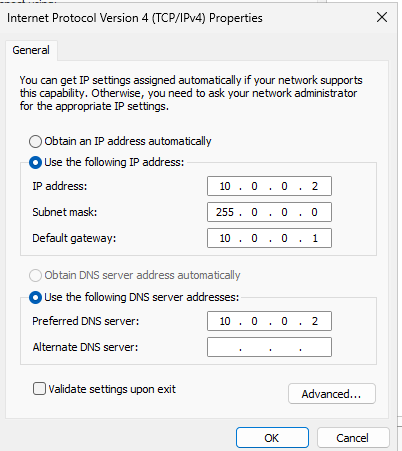 Internet Protocol Version 4 (TCP/IPv4) Properties
General
You can get IP settings assigned automatically if your network supports
this capability. Otherwise, you need to ask your network administrator
for the appropriate IP settings.
Obtain an IP address automatically
Use the following IP address:
IP address: 10 . 0 . 0 . 2
Subnet mask: 255 . 0 . 0 . 0
Default gateway: 10 . 0 . 0 . 1
Obtain DNS server address automatically
Use the following DNS server addresses:
Preferred DNS server: 10 . 0 . 0 . 2
Alternate DNS server: . . .
Validate settings upon exit
Advanced...
OK Cancel